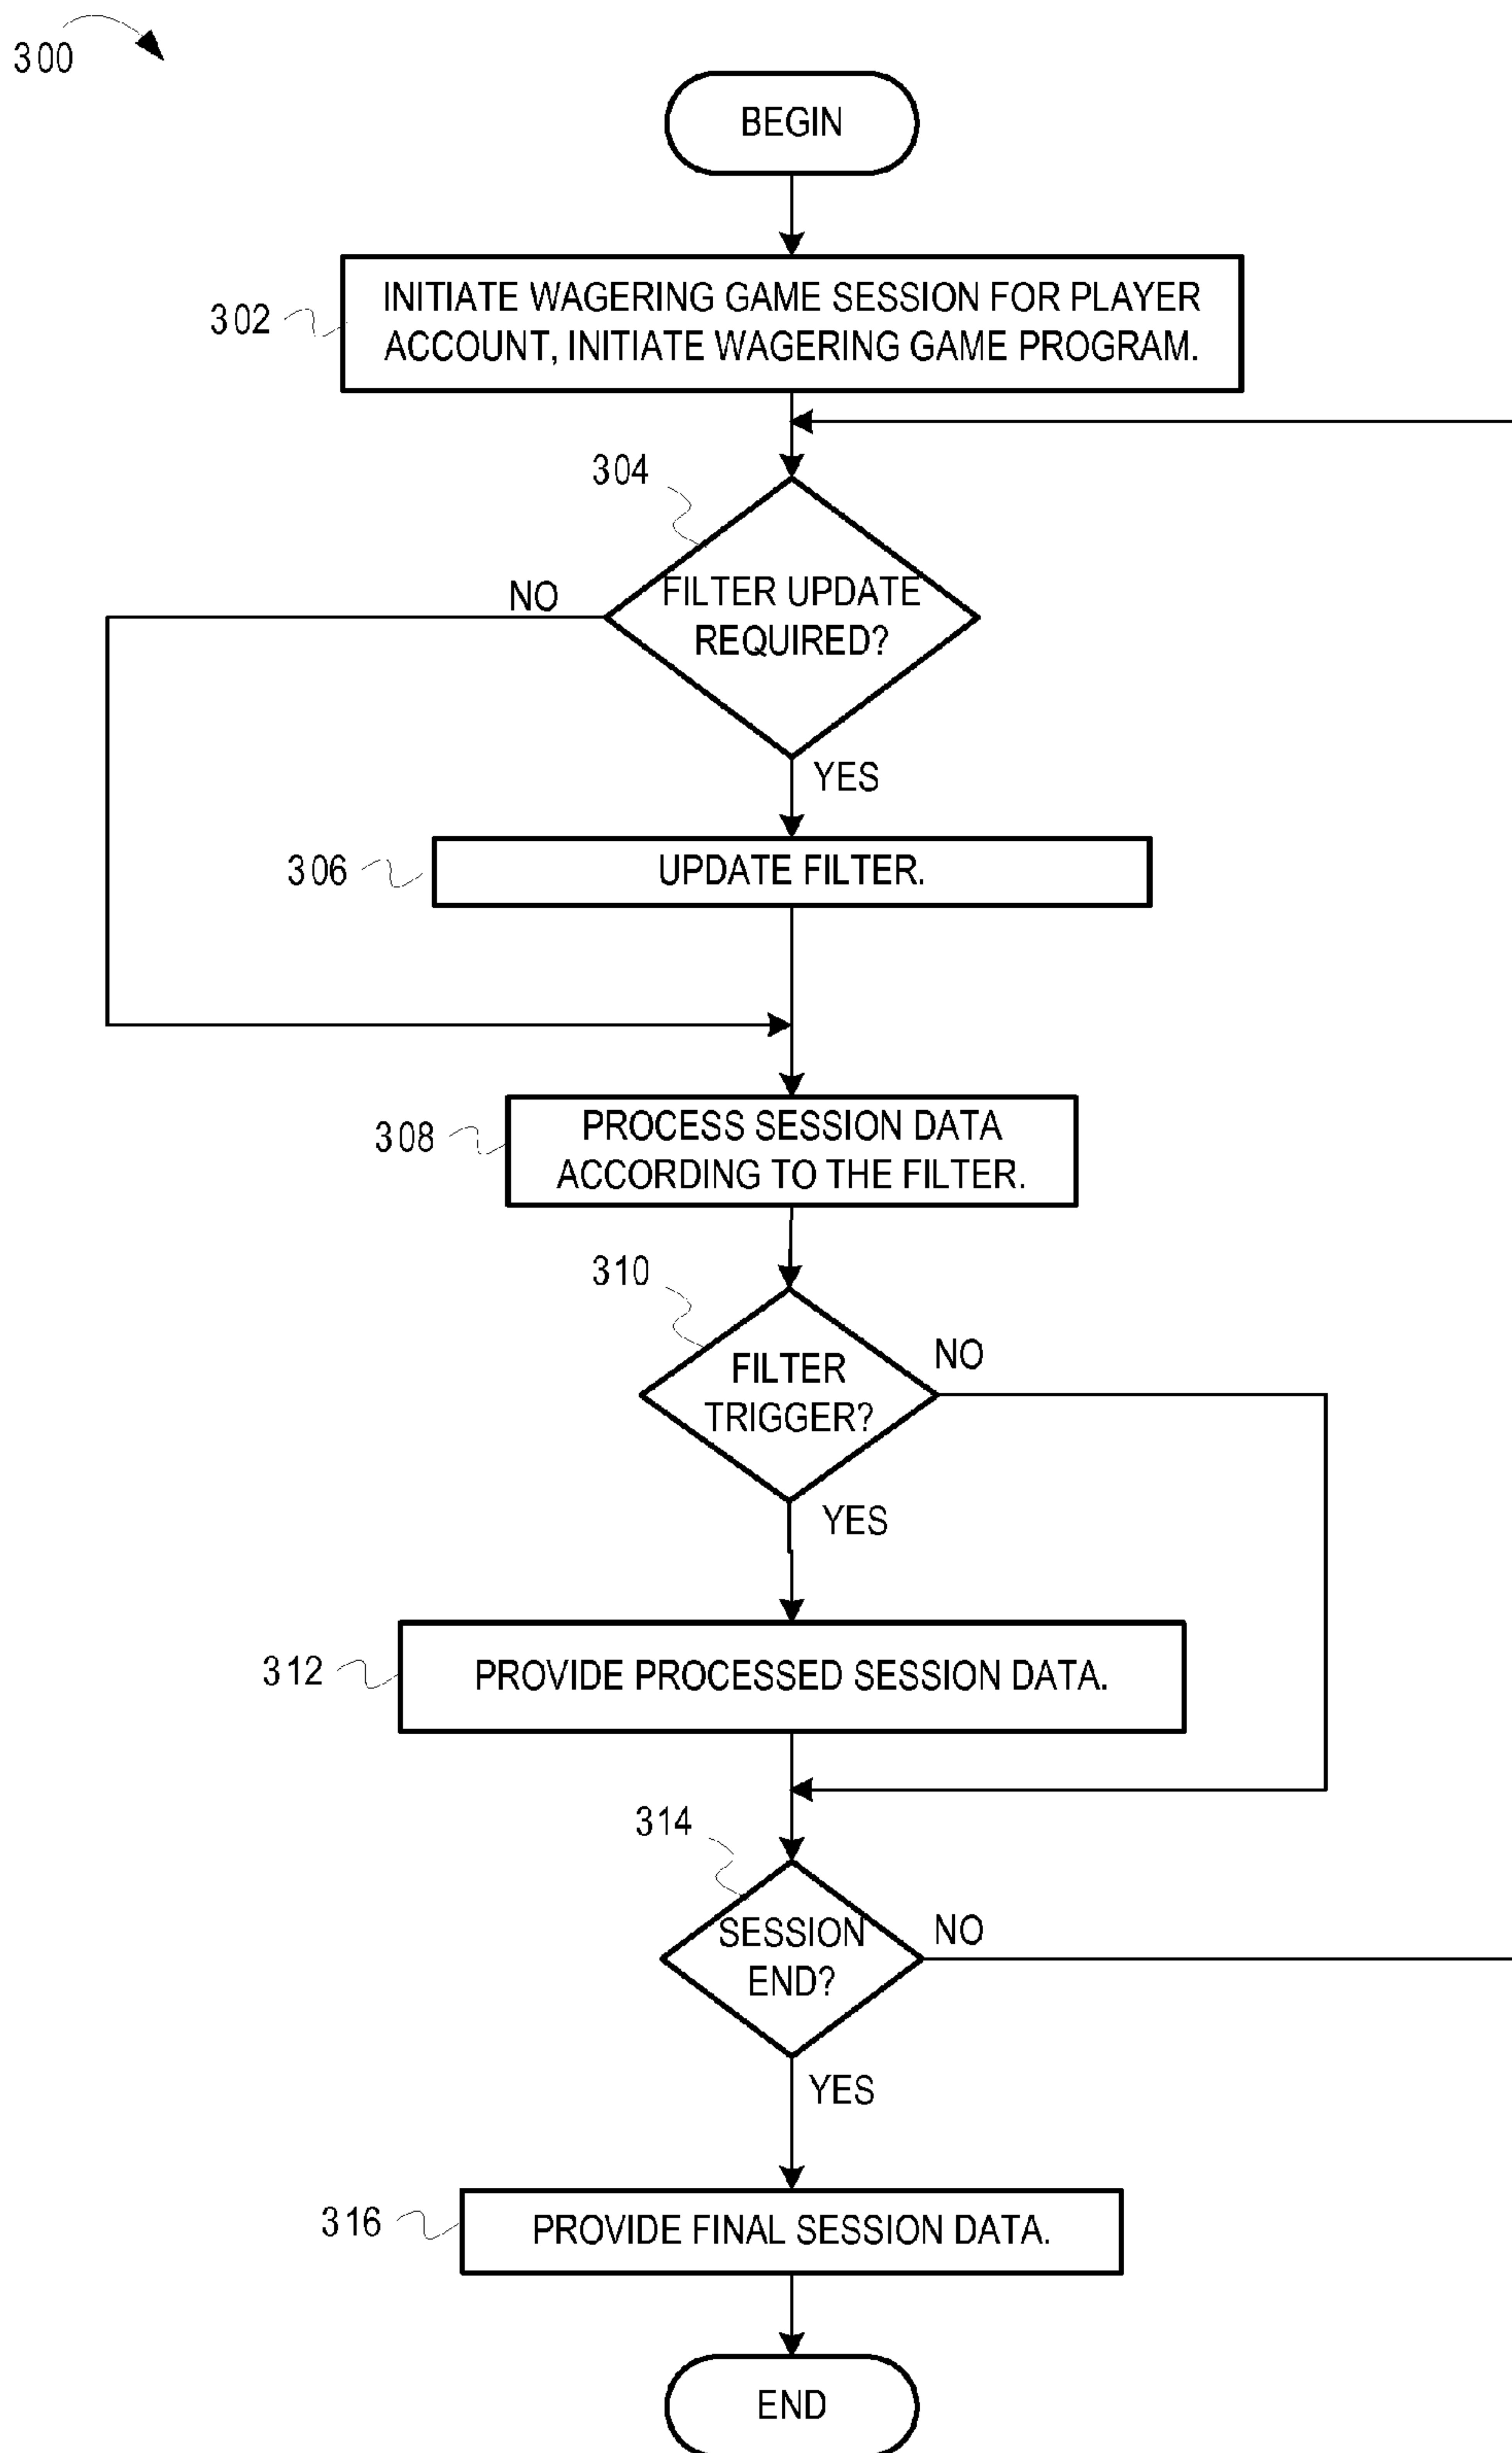 300
BEGIN
302
INITIATE WAGERING GAME SESSION FOR PLAYER
ACCOUNT, INITIATE WAGERING GAME PROGRAM.
304
NO
FILTER UPDATE
REQUIRED?
YES
306
UPDATE FILTER.
308
PROCESS SESSION DATA
ACCORDING TO THE FILTER.
310
FILTER
TRIGGER?
NO
YES
312
PROVIDE PROCESSED SESSION DATA.
314
SESSION
END?
NO
YES
316
PROVIDE FINAL SESSION DATA.
END